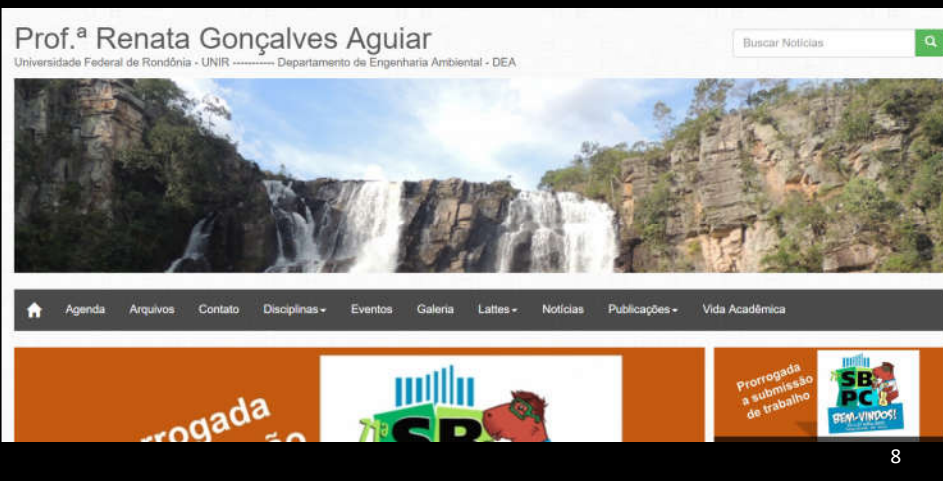 Prof.ª Renata Gonçalves Aguiar
Universidade Federal de Rondônia - UNIR ----------- Departamento de Engenharia Ambiental - DEA
Buscar Notícias
Agenda Arquivos Contato Disciplinas Eventos Galeria Lattes Notícias Publicações Vida Acadêmica
Prorrogada
a submissão
de trabalho
SB
PC
BEM-VINDOS!
8